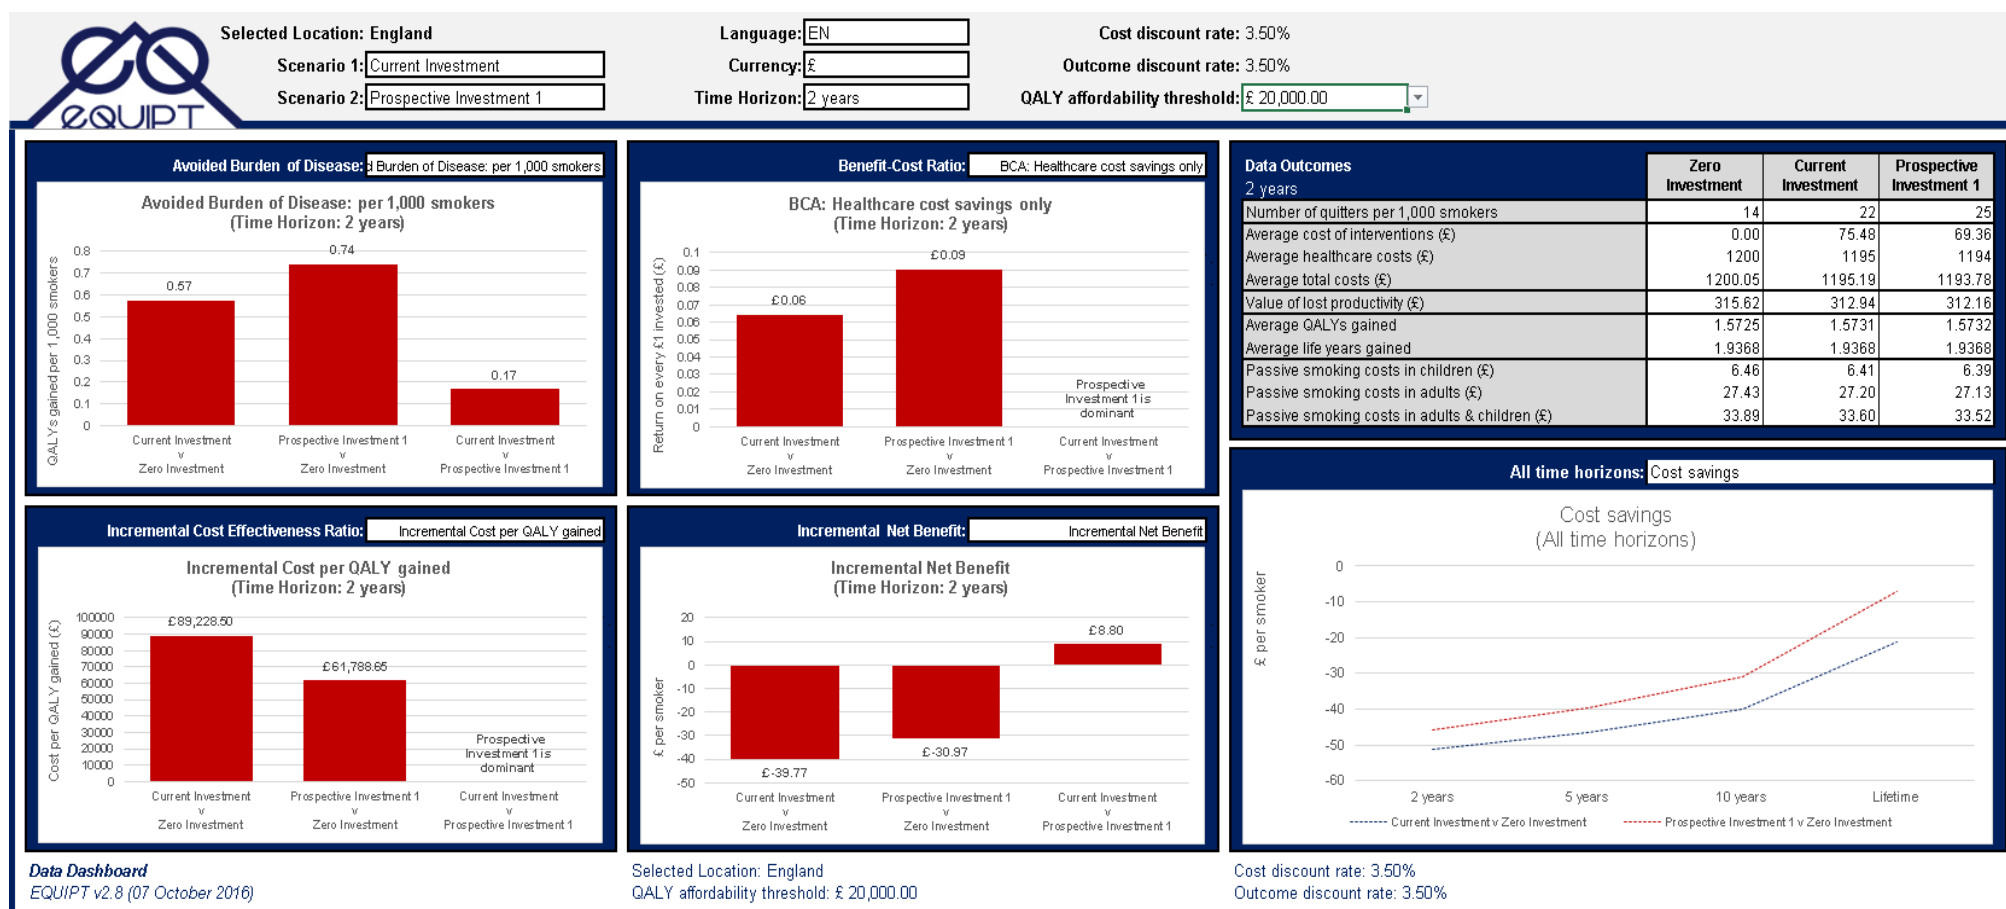 eQUIPT
Selected Location: England
Scenario 1: Current Investment
Scenario 2: Prospective Investment 1
Language: EN
Currency: £
Time Horizon: 2 years
Cost discount rate: 3.50%
Outcome discount rate: 3.50%
QALY affordability threshold: £ 20,000.00
Avoided Burden of Disease: d Burden of Disease: per 1,000 smokers
Avoided Burden of Disease: per 1,000 smokers
(Time Horizon: 2 years)
QALYs gained per 1,000 smokers
0.8
0.7
0.6
0.5
0.4
0.3
0.2
0.1
0
0.57
0.74
0.17
Current Investment
v
Zero Investment
Prospective Investment 1
v
Zero Investment
Current Investment
v
Prospective Investment 1
Benefit-Cost Ratio: BCA: Healthcare cost savings only
BCA: Healthcare cost savings only
(Time Horizon: 2 years)
Return on every £1 invested (£)
0.1
0.09
0.08
0.07
0.06
0.05
0.04
0.03
0.02
0.01
0
£0.06
£0.09
Prospective
Investment 1 is
dominant
Current Investment
v
Zero Investment
Prospective Investment 1
v
Zero Investment
Current Investment
v
Prospective Investment 1
Data Outcomes
2 years
Zero
Investment
Current
Investment
Prospective
Investment 1
Number of quitters per 1,000 smokers 14 22 25
Average cost of interventions (£) 0.00 75.48 69.36
Average healthcare costs (£) 1200 1195 1194
Average total costs (£) 1200.05 1195.19 1193.78
Value of lost productivity (£) 315.62 312.94 312.16
Average QALYs gained 1.5725 1.5731 1.5732
Average life years gained 1.9368 1.9368 1.9368
Passive smoking costs in children (£) 6.46 6.41 6.39
Passive smoking costs in adults (£) 27.43 27.20 27.13
Passive smoking costs in adults & children (£) 33.89 33.60 33.52
Incremental Cost Effectiveness Ratio: Incremental Cost per QALY gained
Incremental Cost per QALY gained
(Time Horizon: 2 years)
Cost per QALY gained (£)
100000
90000
80000
70000
60000
50000
40000
30000
20000
10000
0
£89,228.50
£61,788.65
Prospective
Investment 1 is
dominant
Current Investment
v
Zero Investment
Prospective Investment 1
v
Zero Investment
Current Investment
v
Prospective Investment 1
Incremental Net Benefit: Incremental Net Benefit
Incremental Net Benefit
(Time Horizon: 2 years)
£ per smoker
20
10
0
-10
-20
-30
-40
-50
£-39.77
£-30.97
£8.80
Current Investment
v
Zero Investment
Prospective Investment 1
v
Zero Investment
Current Investment
v
Prospective Investment 1
All time horizons: Cost savings
Cost savings
(All time horizons)
£ per smoker
0
-10
-20
-30
-40
-50
-60
2 years
5 years
10 years
Lifetime
Current Investment v Zero Investment
Prospective Investment 1 v Zero Investment
Data Dashboard
EQUIPT v2.8 (07 October 2016)
Selected Location: England
QALY affordability threshold: £ 20,000.00
Cost discount rate: 3.50%
Outcome discount rate: 3.50%